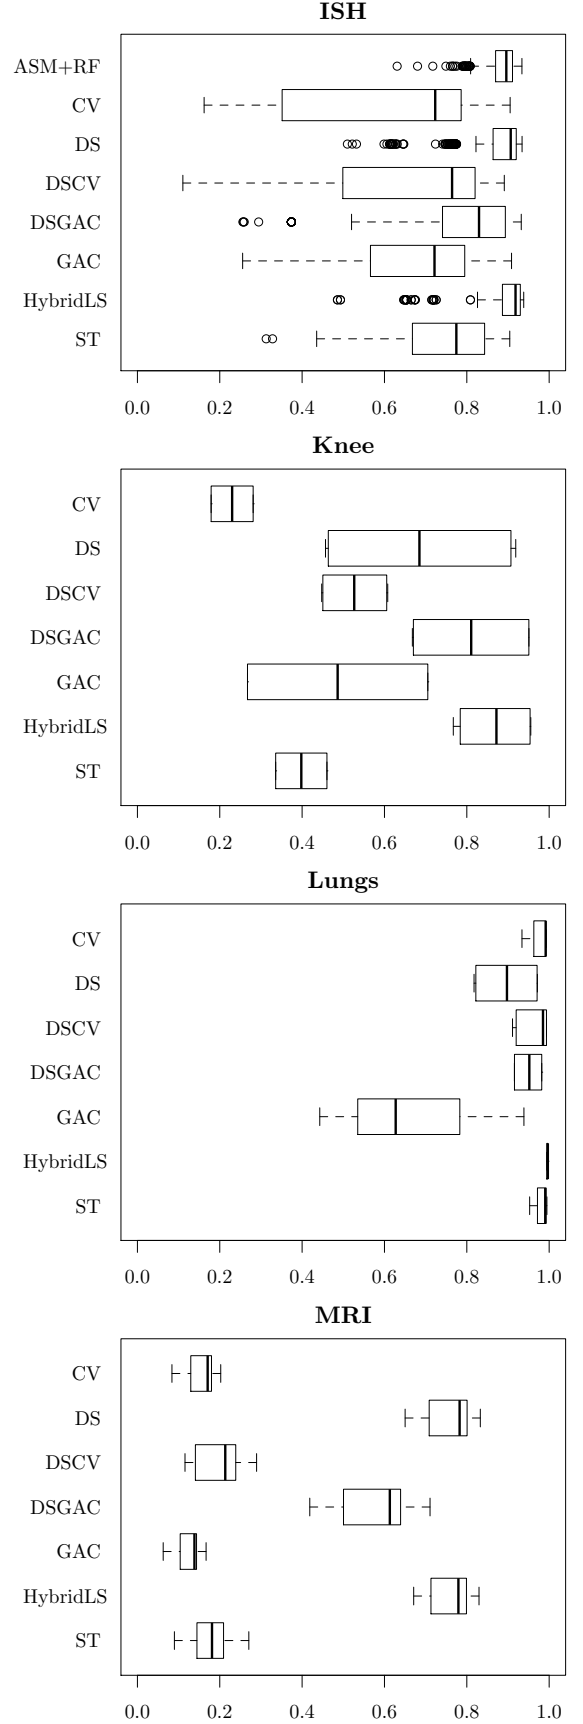 ISH
ASM+RF
CV
DS
DSCV
DSGAC
GAC
HybridLS
ST
0.0 0.2 0.4 0.6 0.8 1.0
Knee
CV
DS
DSCV
DSGAC
GAC
HybridLS
ST
0.0 0.2 0.4 0.6 0.8 1.0
Lungs
CV
DS
DSCV
DSGAC
GAC
HybridLS
ST
0.0 0.2 0.4 0.6 0.8 1.0
MRI
CV
DS
DSCV
DSGAC
GAC
HybridLS
ST
0.0 0.2 0.4 0.6 0.8 1.0